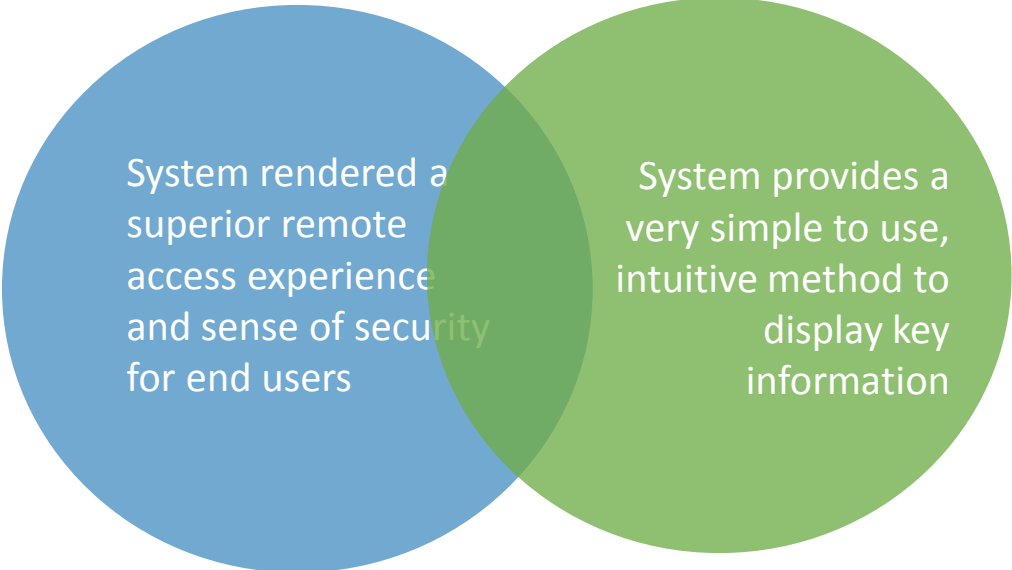 System rendered a
superior remote
access experience
and sense of security
for end users
System provides a
very simple to use,
intuitive method to
display key
information